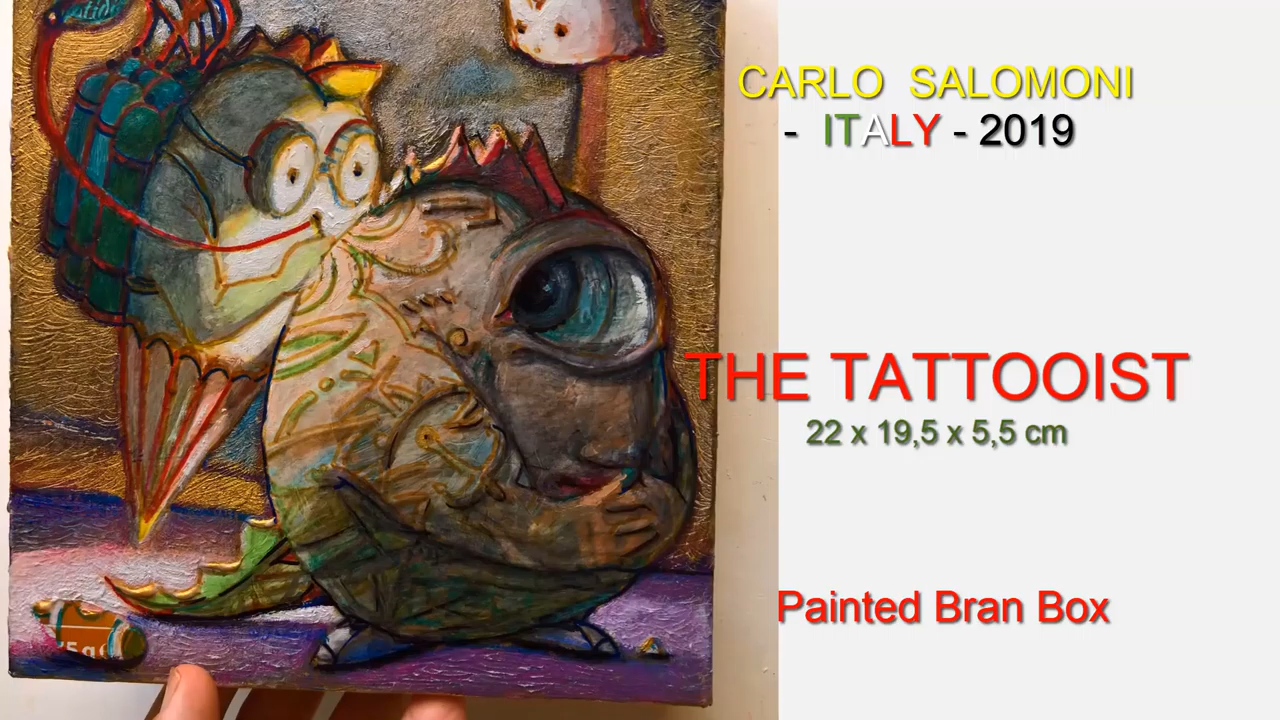 CARLO SALOMONI
- ITALY - 2019
THE TATTOOIST
22 x 19,5 x 5,5 cm
Painted Bran Box